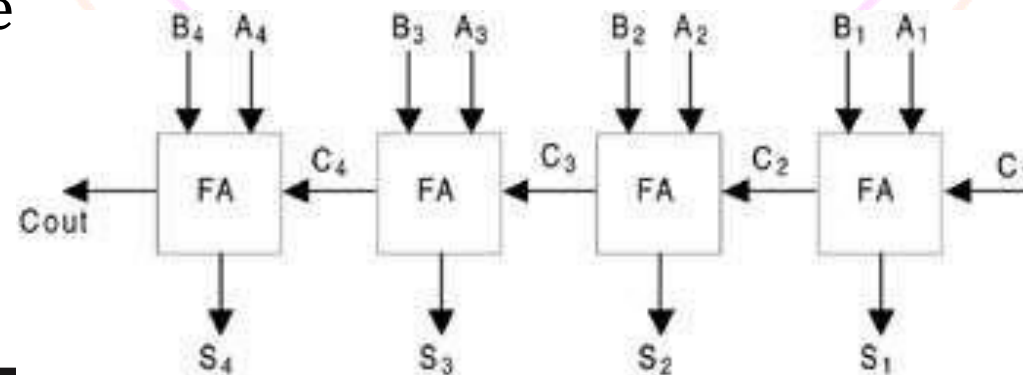 e
B₄ A₄ B₃ A₃ B₂ A₂ B₁ A₁
C₄ C₃ C₂ C
FA FA FA FA
Cout
S₄ S₃ S₂ S₁